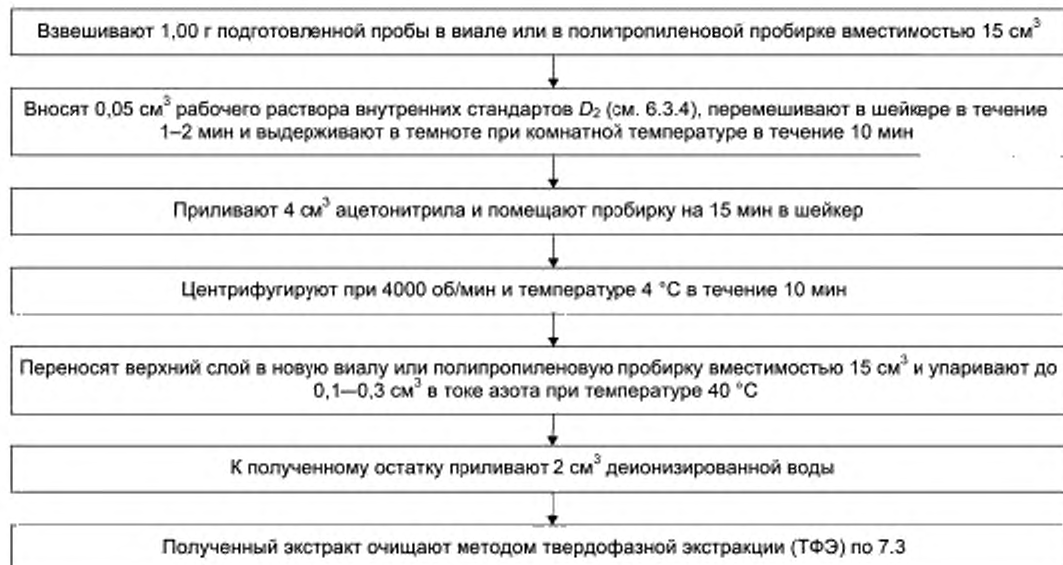 Взвешивают 1,00 г подготовленной пробы в виале или в полипропиленовой пробирке вместимостью 15 см³
Вносят 0,05 см³ рабочего раствора внутренних стандартов D₂ (см. 6.3.4), перемешивают в шейкере в течение
1–2 мин и выдерживают в темноте при комнатной температуре в течение 10 мин
Приливают 4 см³ ацетонитрила и помещают пробирку на 15 мин в шейкер
Центрифугируют при 4000 об/мин и температуре 4 °С в течение 10 мин
Переносят верхний слой в новую виалу или полипропиленовую пробирку вместимостью 15 см³ и упаривают до
0,1—0,3 см³ в токе азота при температуре 40 °С
К полученному остатку приливают 2 см³ деионизированной воды
Полученный экстракт очищают методом твердофазной экстракции (ТФЭ) по 7.3